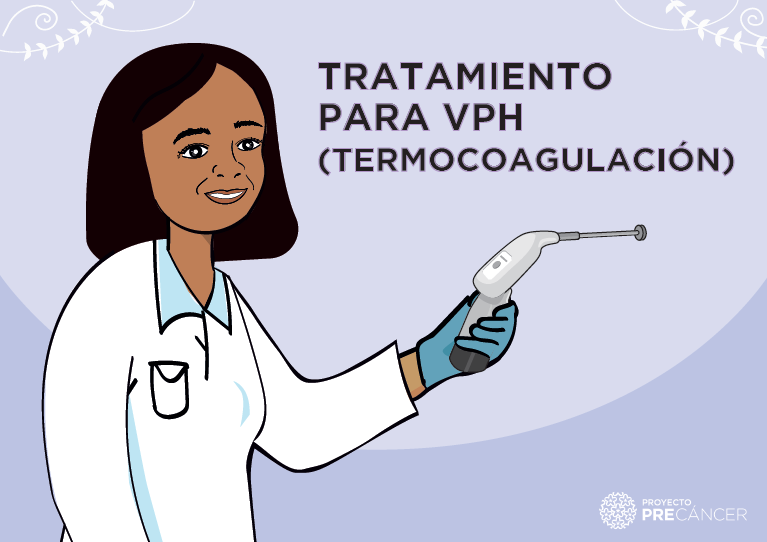 TRATAMIENTO
PARA VPH
(TERMOCOAGULACIÓN)
PROYECTO
PRECÁNCER